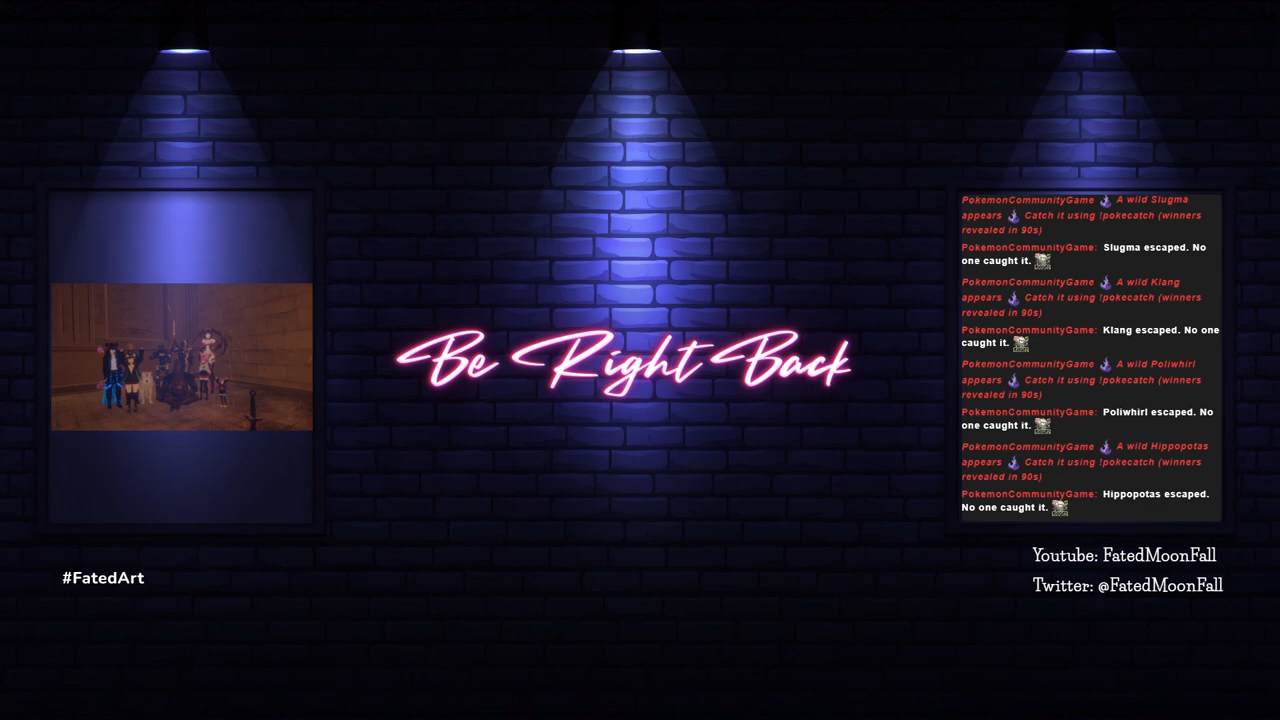 PokemonCommunityGame A wild Slugma
appears Catch it using !pokecatch (winners
revealed in 90s)
PokemonCommunityGame: Slugma escaped. No
one caught it.
PokemonCommunityGame A wild Klang
appears Catch it using !pokecatch (winners
revealed in 90s)
PokemonCommunityGame: Klang escaped. No one
caught it.
PokemonCommunityGame A wild Poliwhirl
appears Catch it using !pokecatch (winners
revealed in 90s)
PokemonCommunityGame: Poliwhirl escaped. No
one caught it.
PokemonCommunityGame A wild Hippopotas
appears Catch it using !pokecatch (winners
revealed in 90s)
PokemonCommunityGame: Hippopotas escaped.
No one caught it.
Be Right Back
#FatedArt
Youtube: FatedMoonFall
Twitter: @FatedMoonFall